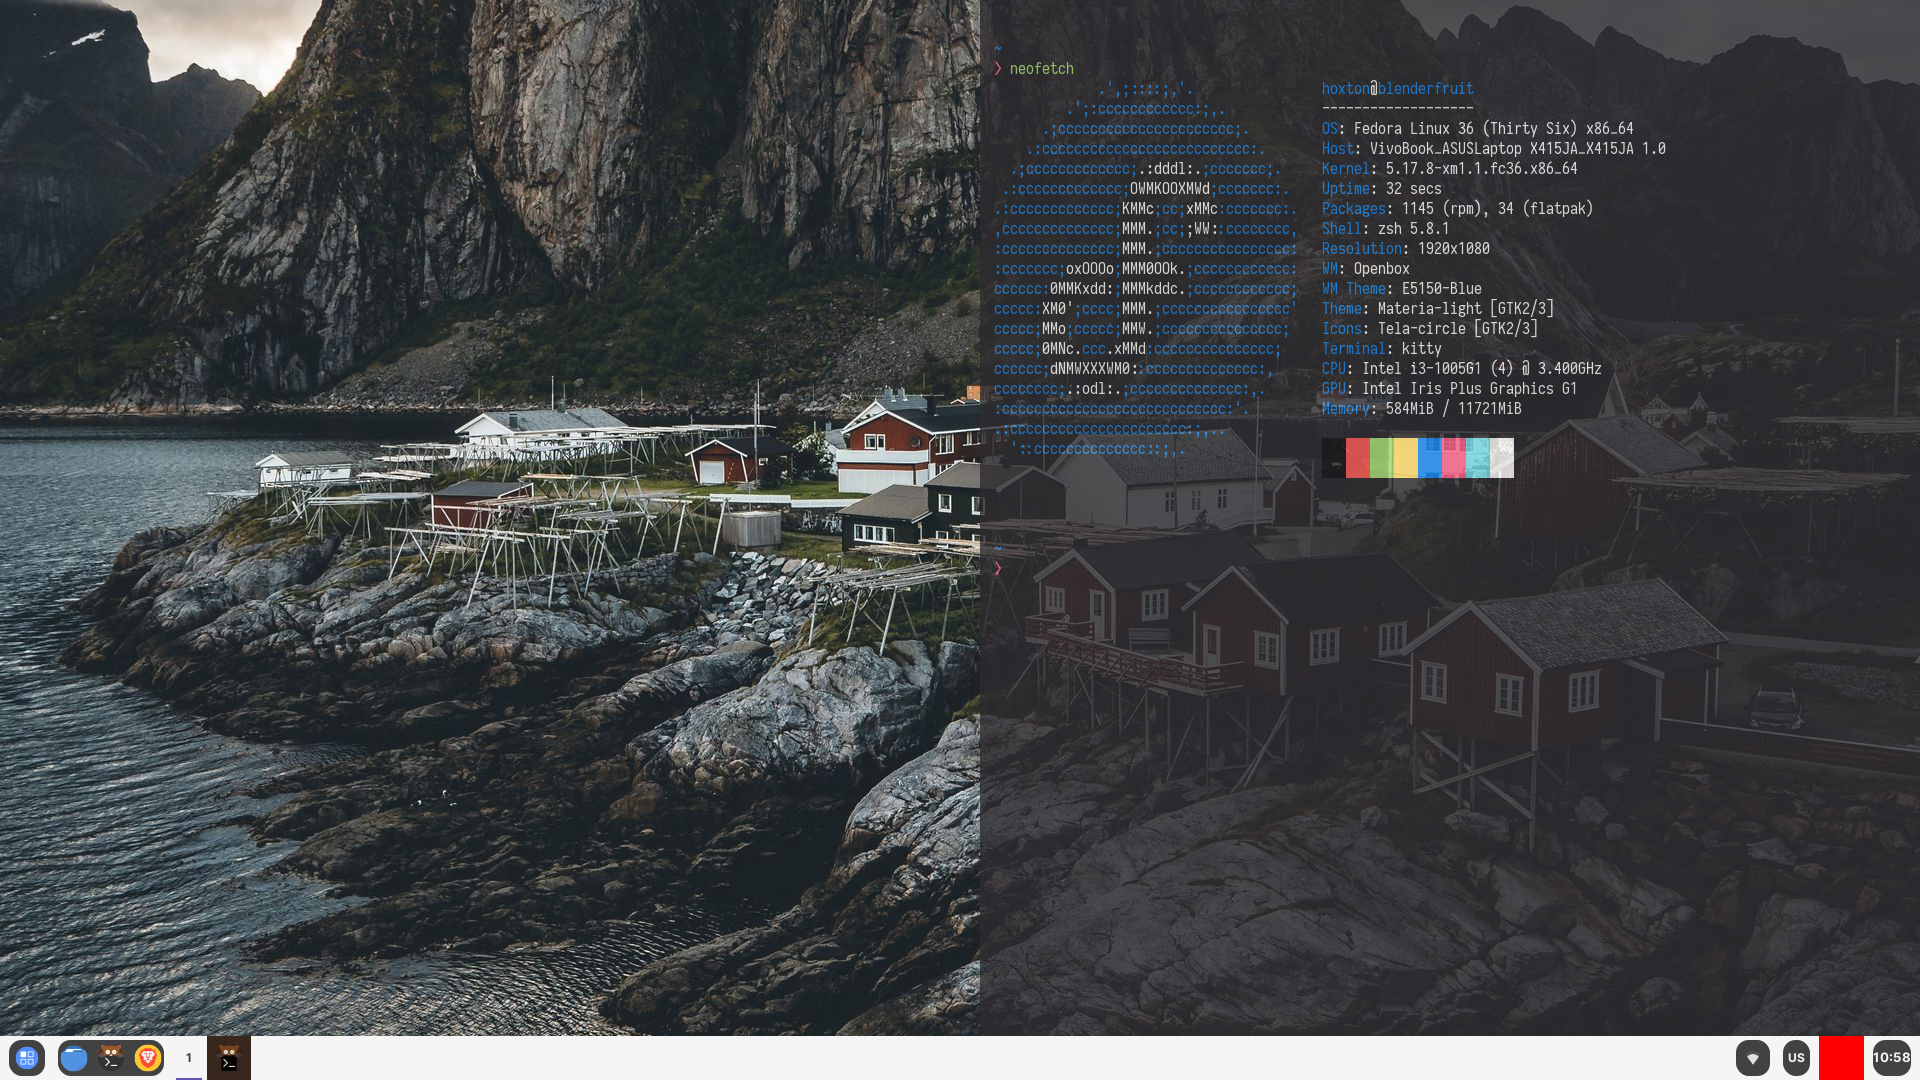 ~
❯ neofetch
.',;::::;,'.
.';:cccccccccccc:;,.
.;cccccccccccccccccccccc;.
.:cccccccccccccccccccccccccc:.
.;ccccccccccccc;.:dddl:.;ccccccc;.
.:ccccccccccccc;OWMKOOXMWd;ccccccc:.
.:ccccccccccccc;KMMc;cc;xMMc:ccccccc:.
,cccccccccccccc;MMM.;cc;;WW::cccccccc,
:cccccccccccccc;MMM.;cccccccccccccccc:
:ccccccc;oxOOOo;MMM0OOk.;cccccccccccc:
cccccc:0MMKxdd:;MMMkddc.;cccccccccccc;
ccccc:XM0';cccc;MMM.;cccccccccccccccc'
ccccc;MMo;ccccc;MMW.;ccccccccccccccc;
ccccc;0MNc.ccc.xMMd:ccccccccccccccc;
cccccc;dNMWXXXWM0::cccccccccccccc:,
cccccccc;.:odl:.;cccccccccccccc:,.
:cccccccccccccccccccccccccccc:'.
.:cccccccccccccccccccccc:;,..
'::cccccccccccccc::;,.
hoxton@blenderfruit
-------------------
OS: Fedora Linux 36 (Thirty Six) x86_64
Host: VivoBook_ASUSLaptop X415JA_X415JA 1.0
Kernel: 5.17.8-xm1.1.fc36.x86_64
Uptime: 32 secs
Packages: 1145 (rpm), 34 (flatpak)
Shell: zsh 5.8.1
Resolution: 1920x1080
WM: Openbox
WM Theme: E5150-Blue
Theme: Materia-light [GTK2/3]
Icons: Tela-circle [GTK2/3]
Terminal: kitty
CPU: Intel i3-1005G1 (4) @ 3.400GHz
GPU: Intel Iris Plus Graphics G1
Memory: 584MiB / 11721MiB
~
❯
1
US
10:58